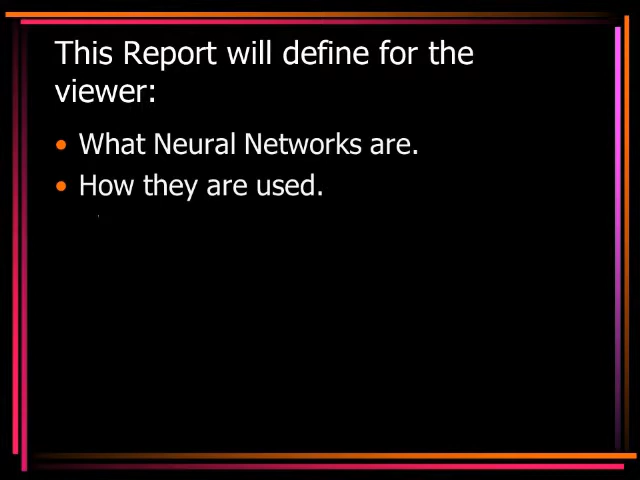 This Report will define for the
viewer:
• What Neural Networks are.
• How they are used.